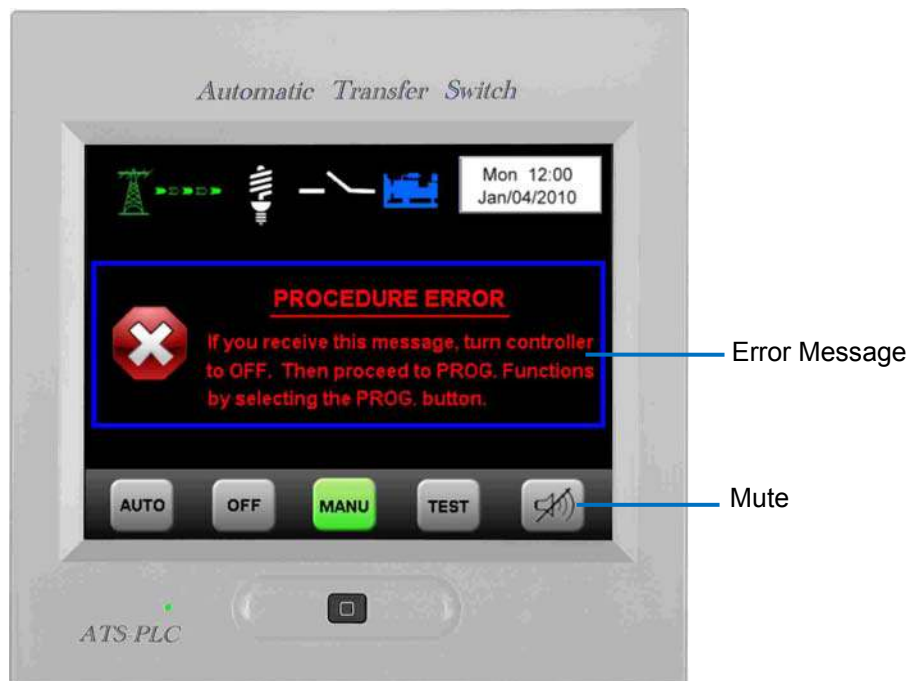 Automatic Transfer Switch
Mon 12:00
Jan/04/2010
PROCEDURE ERROR
If you receive this message, turn controller
to OFF. Then proceed to PROG. Functions
by selecting the PROG. button.
Error Message
AUTO OFF MANU TEST
Mute
ATS-PLC